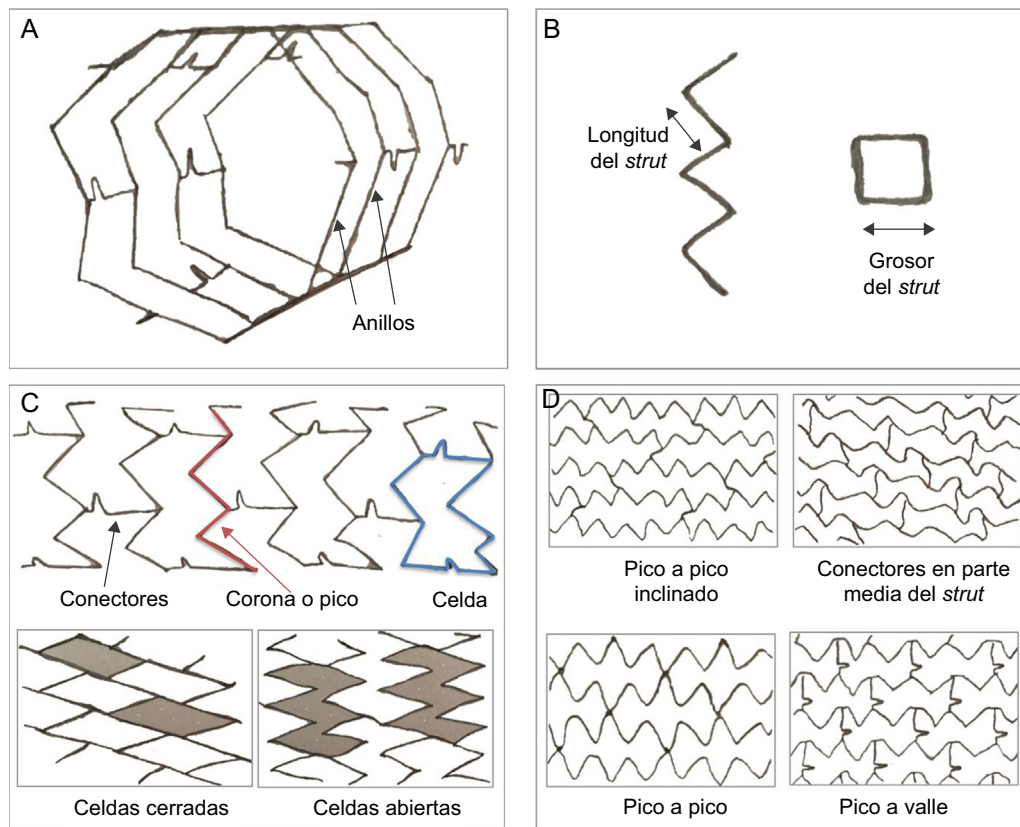 A
Anillos
B
Longitud
del strut
Grosor
del strut
C
Conectores
Corona o pico
Celda
Celdas cerradas
Celdas abiertas
D
Pico a pico
inclinado
Conectores en parte
media del strut
Pico a pico
Pico a valle